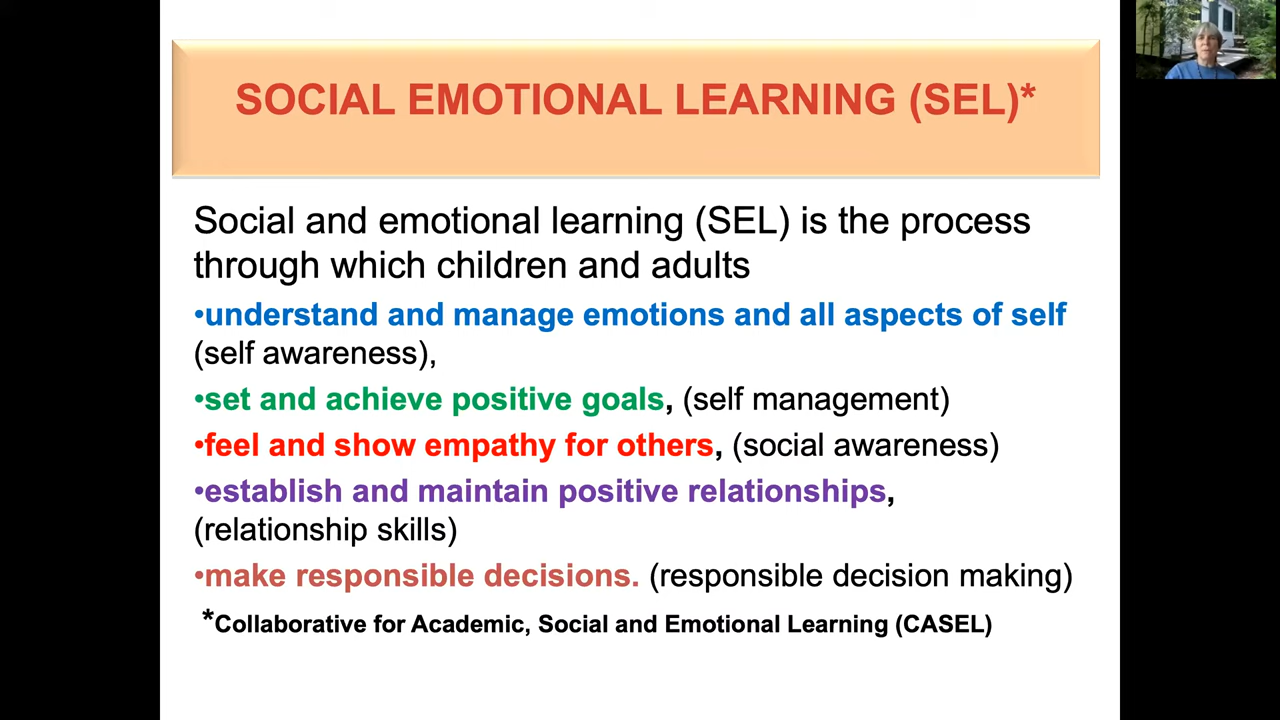 SOCIAL EMOTIONAL LEARNING (SEL)*
Social and emotional learning (SEL) is the process
through which children and adults
•understand and manage emotions and all aspects of self
(self awareness),
•set and achieve positive goals, (self management)
•feel and show empathy for others, (social awareness)
•establish and maintain positive relationships,
(relationship skills)
•make responsible decisions. (responsible decision making)
*Collaborative for Academic, Social and Emotional Learning (CASEL)